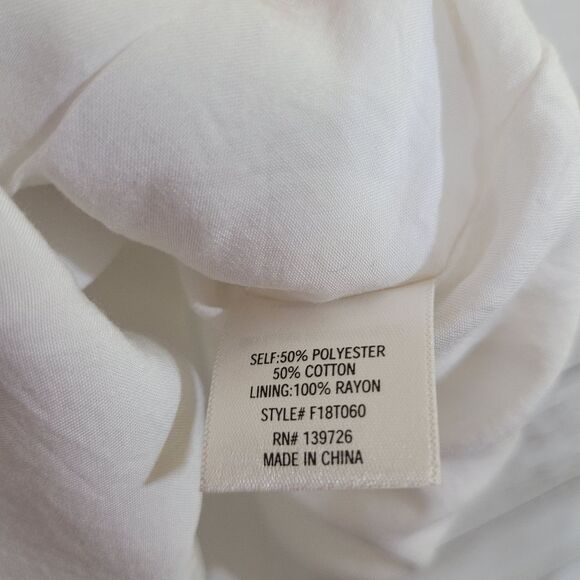 SELF:50% POLYESTER
50% COTTON
LINING:100% RAYON
STYLE# F18T060
RN# 139726
MADE IN CHINA